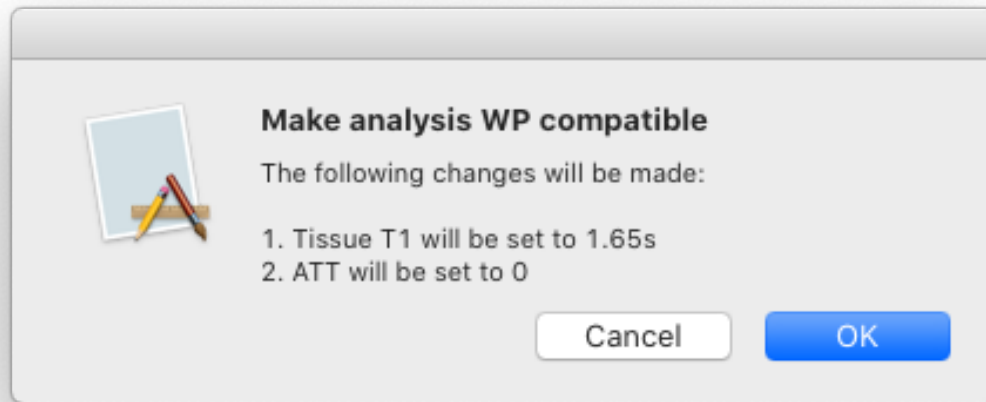 Make analysis WP compatible
The following changes will be made:
1. Tissue T1 will be set to 1.65s
2. ATT will be set to 0
Cancel
OK